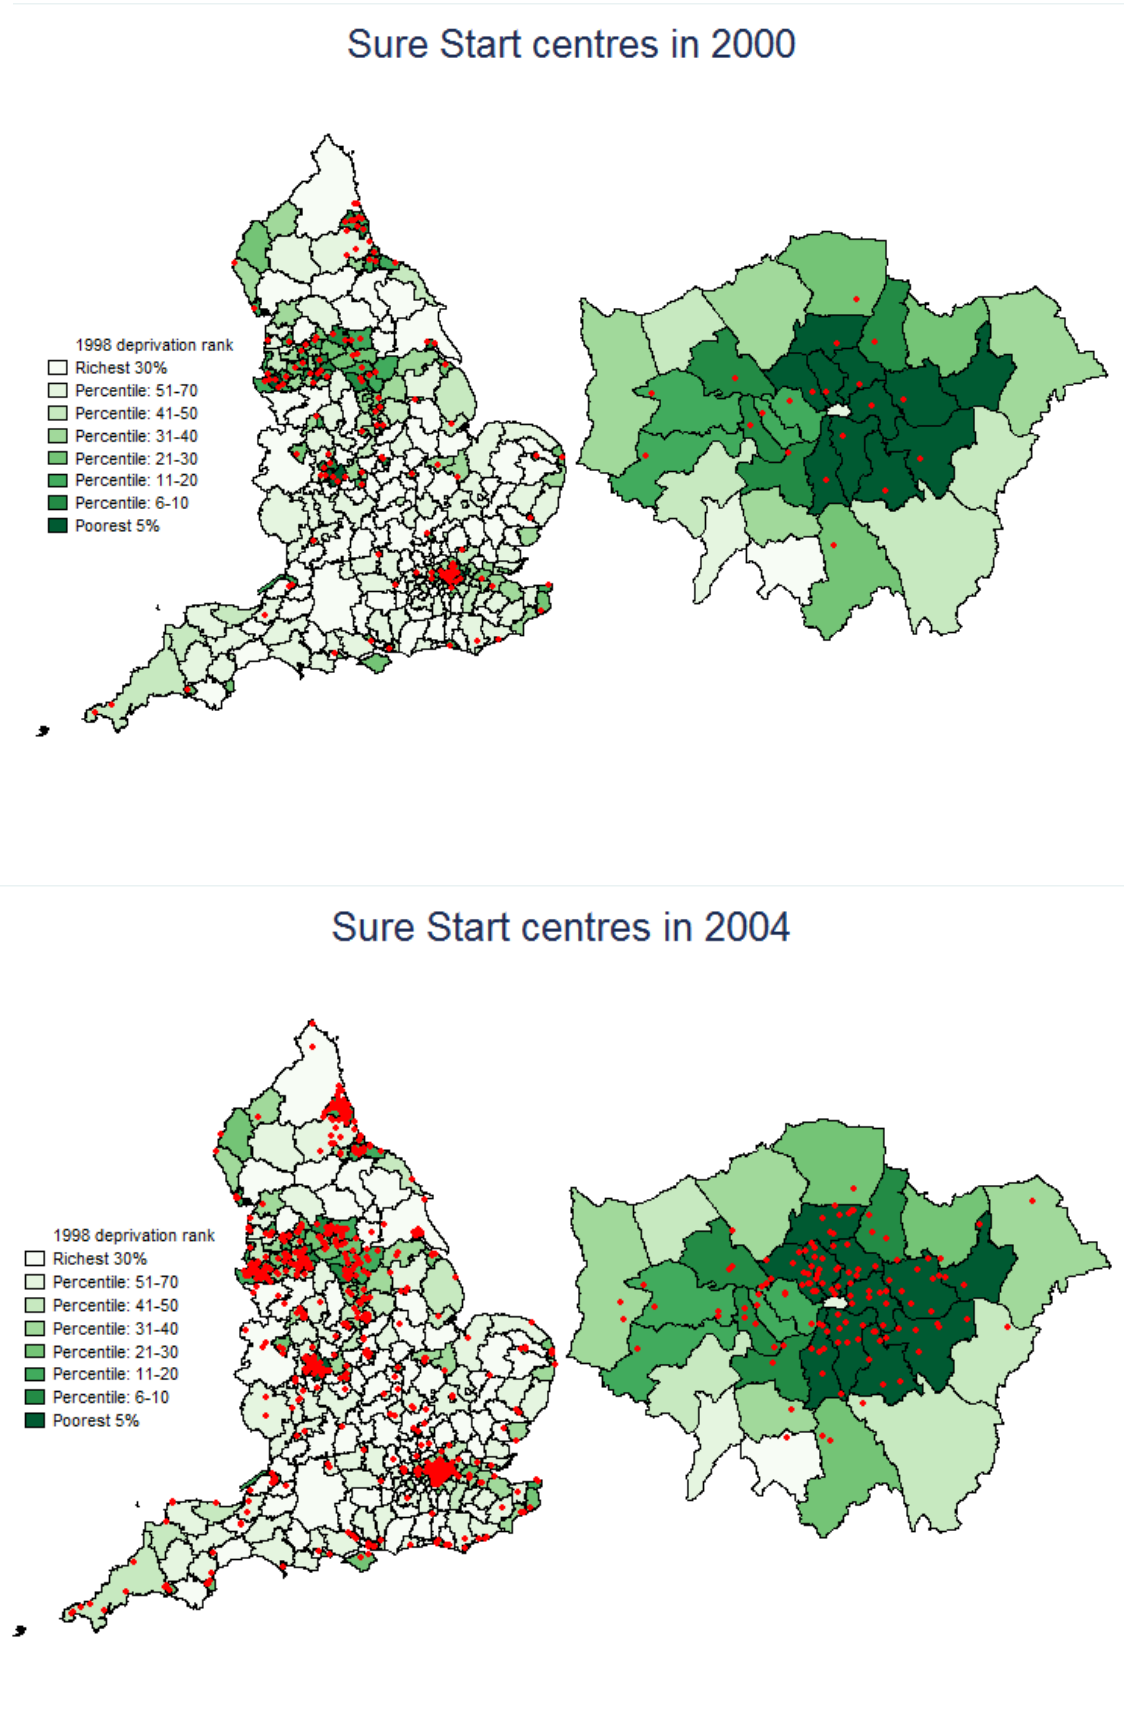 Sure Start centres in 2000
1998 deprivation rank
Richest 30%
Percentile: 51-70
Percentile: 41-50
Percentile: 31-40
Percentile: 21-30
Percentile: 11-20
Percentile: 6-10
Poorest 5%
Sure Start centres in 2004
1998 deprivation rank
Richest 30%
Percentile: 51-70
Percentile: 41-50
Percentile: 31-40
Percentile: 21-30
Percentile: 11-20
Percentile: 6-10
Poorest 5%